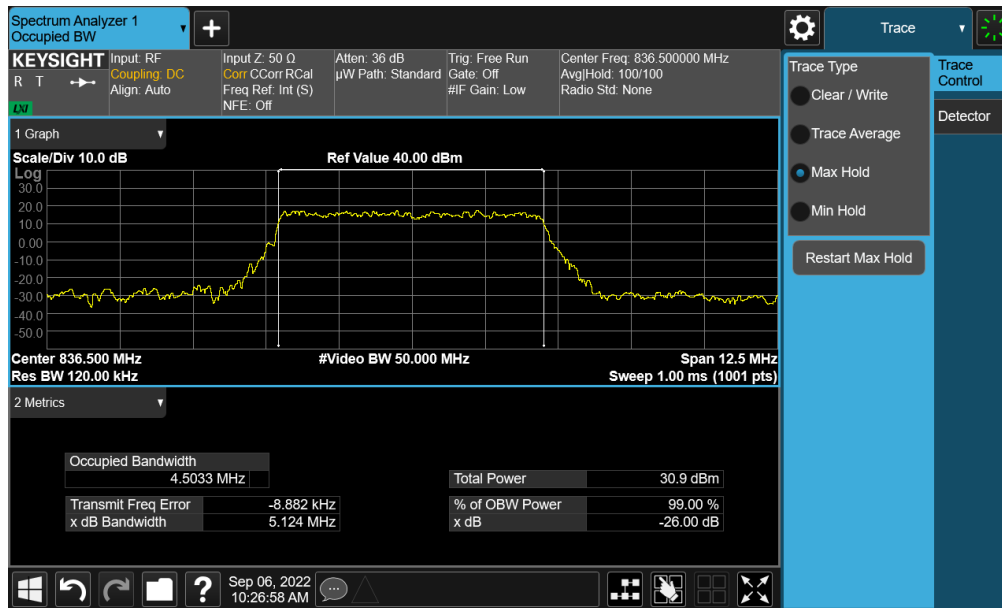 Spectrum Analyzer 1
Occupied BW
Trace
KEYSIGHT
R T
LXI
Input: RF
Coupling: DC
Align: Auto
Input Z: 50 Ω
Corr CCorr RCal
Freq Ref: Int (S)
NFE: Off
Atten: 36 dB
µW Path: Standard
Trig: Free Run
Gate: Off
#IF Gain: Low
Center Freq: 836.500000 MHz
Avg|Hold: 100/100
Radio Std: None
Trace Type
Clear / Write
Trace Average
Max Hold
Min Hold
Restart Max Hold
Trace
Control
Detector
1 Graph
Scale/Div 10.0 dB
Ref Value 40.00 dBm
Log
30.0
20.0
10.0
0.00
-10.0
-20.0
-30.0
-40.0
-50.0
Center 836.500 MHz
#Video BW 50.000 MHz
Span 12.5 MHz
Res BW 120.00 kHz
Sweep 1.00 ms (1001 pts)
2 Metrics
Occupied Bandwidth
4.5033 MHz
Total Power 30.9 dBm
Transmit Freq Error -8.882 kHz
% of OBW Power 99.00 %
x dB Bandwidth 5.124 MHz
x dB -26.00 dB
?
Sep 06, 2022
10:26:58 AM